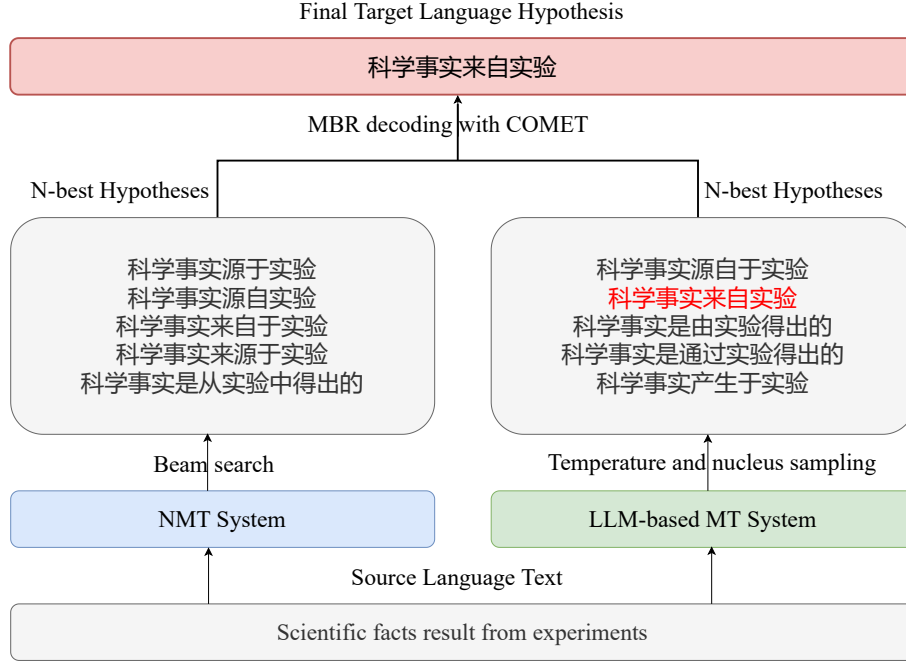 Final Target Language Hypothesis
科学事实来自实验
MBR decoding with COMET
N-best Hypotheses
N-best Hypotheses
科学事实源于实验
科学事实源自实验
科学事实来自于实验
科学事实来源于实验
科学事实是从实验中得出的
科学事实源自于实验
科学事实来自实验
科学事实是由实验得出的
科学事实是通过实验得出的
科学事实产生于实验
Beam search
Temperature and nucleus sampling
NMT System
LLM-based MT System
Source Language Text
Scientific facts result from experiments